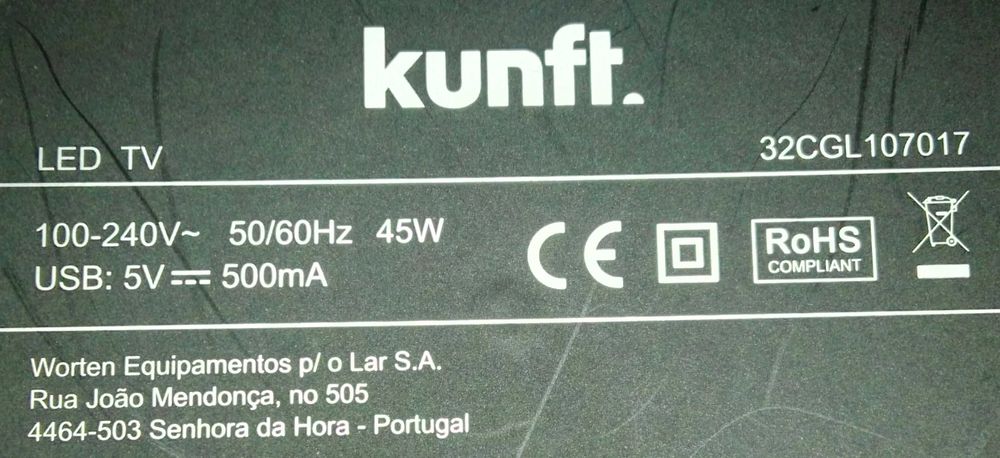 kunft.
LED TV 32CGL107017
100-240V~ 50/60Hz 45W
USB: 5V⎓500mA
CE
RoHS
COMPLIANT
Worten Equipamentos p/ o Lar S.A.
Rua João Mendonça, no 505
4464-503 Senhora da Hora - Portugal